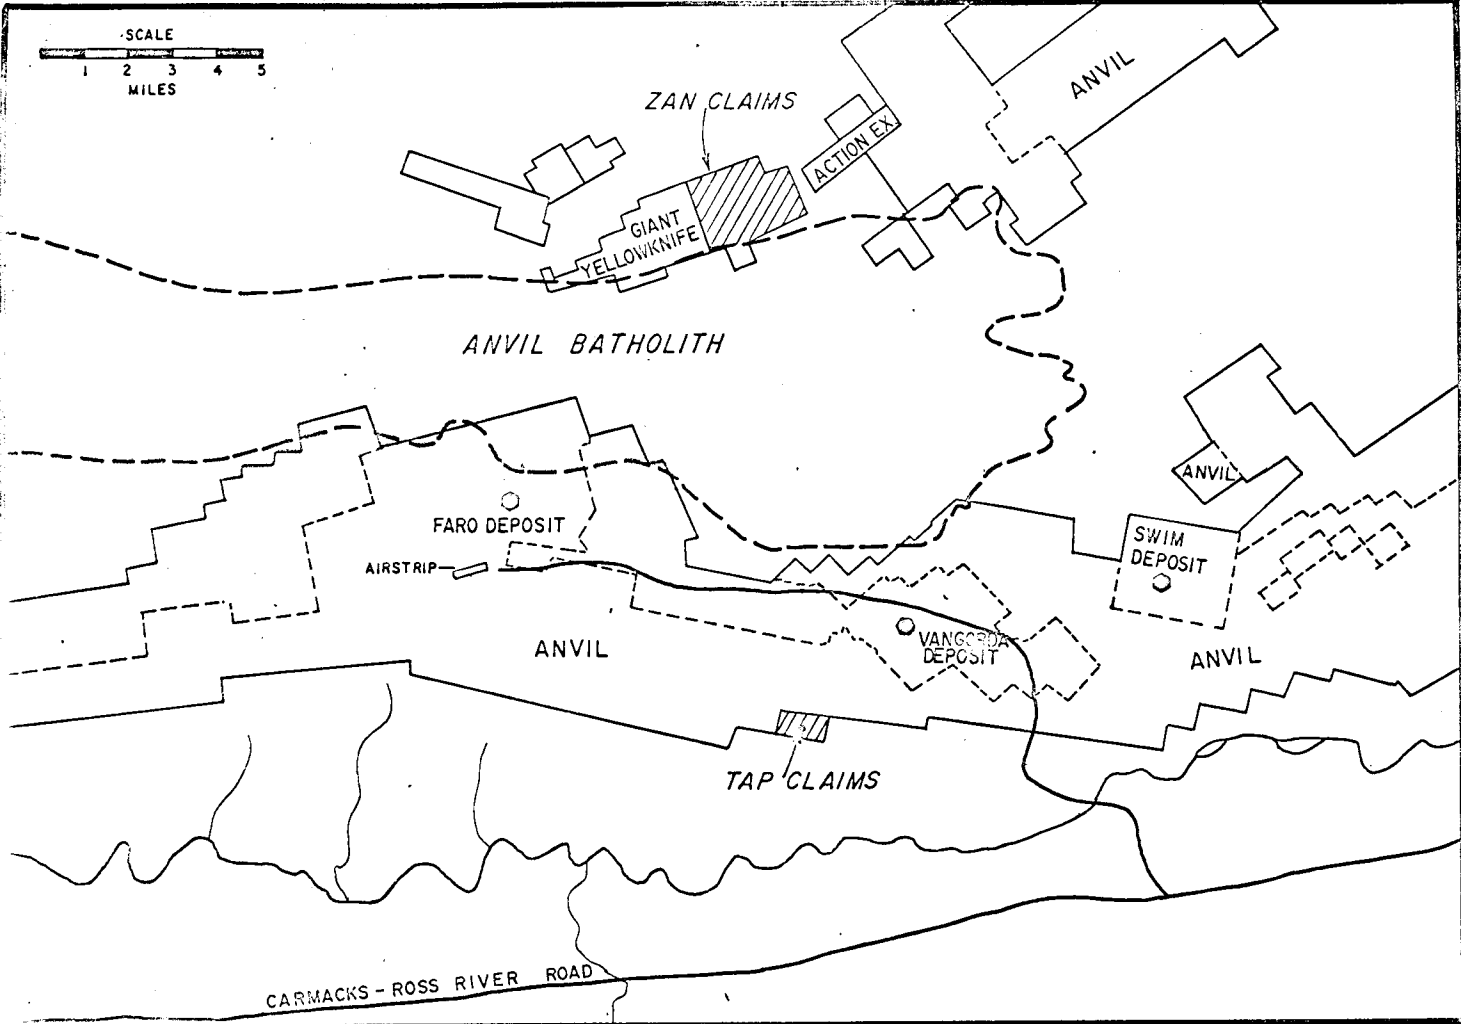 SCALE
1 2 3 4 5
MILES
ZAN CLAIMS
ANVIL
ACTION EX.
GIANT
YELLOWKNIFE
ANVIL BATHOLITH
ANVIL
FARO DEPOSIT
SWIM
DEPOSIT
AIRSTRIP
VANGORDA
DEPOSIT
ANVIL
ANVIL
TAP CLAIMS
CARMACKS - ROSS RIVER ROAD